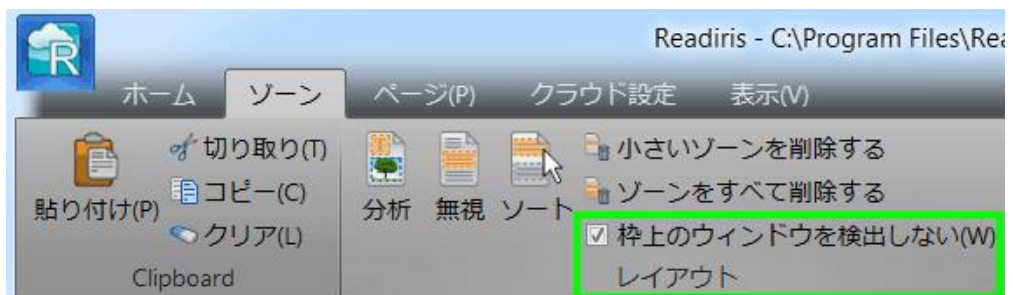 Readiris - C:\Program Files\Rea
ホーム ゾーン ページ(P) クラウド設定 表示(V)
貼り付け(P)
切り取り(T)
コピー(C)
クリア(L)
Clipboard
分析 無視 ソート
小さいゾーンを削除する
ゾーンをすべて削除する
枠上のウィンドウを検出しない(W)
レイアウト